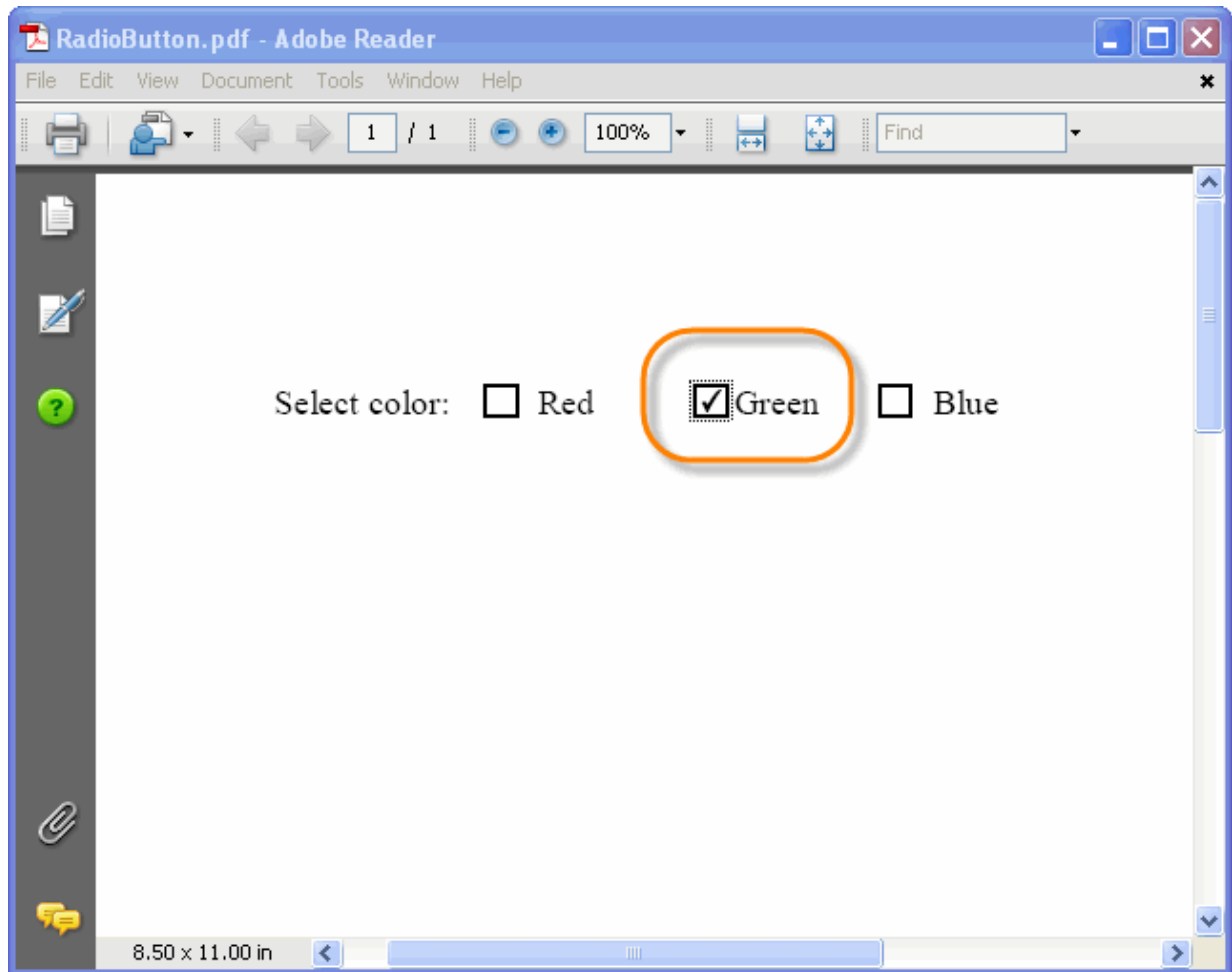 RadioButton.pdf - Adobe Reader
File Edit View Document Tools Window Help
1 / 1 100% Find
Select color: Red Green Blue
8.50 x 11.00 in